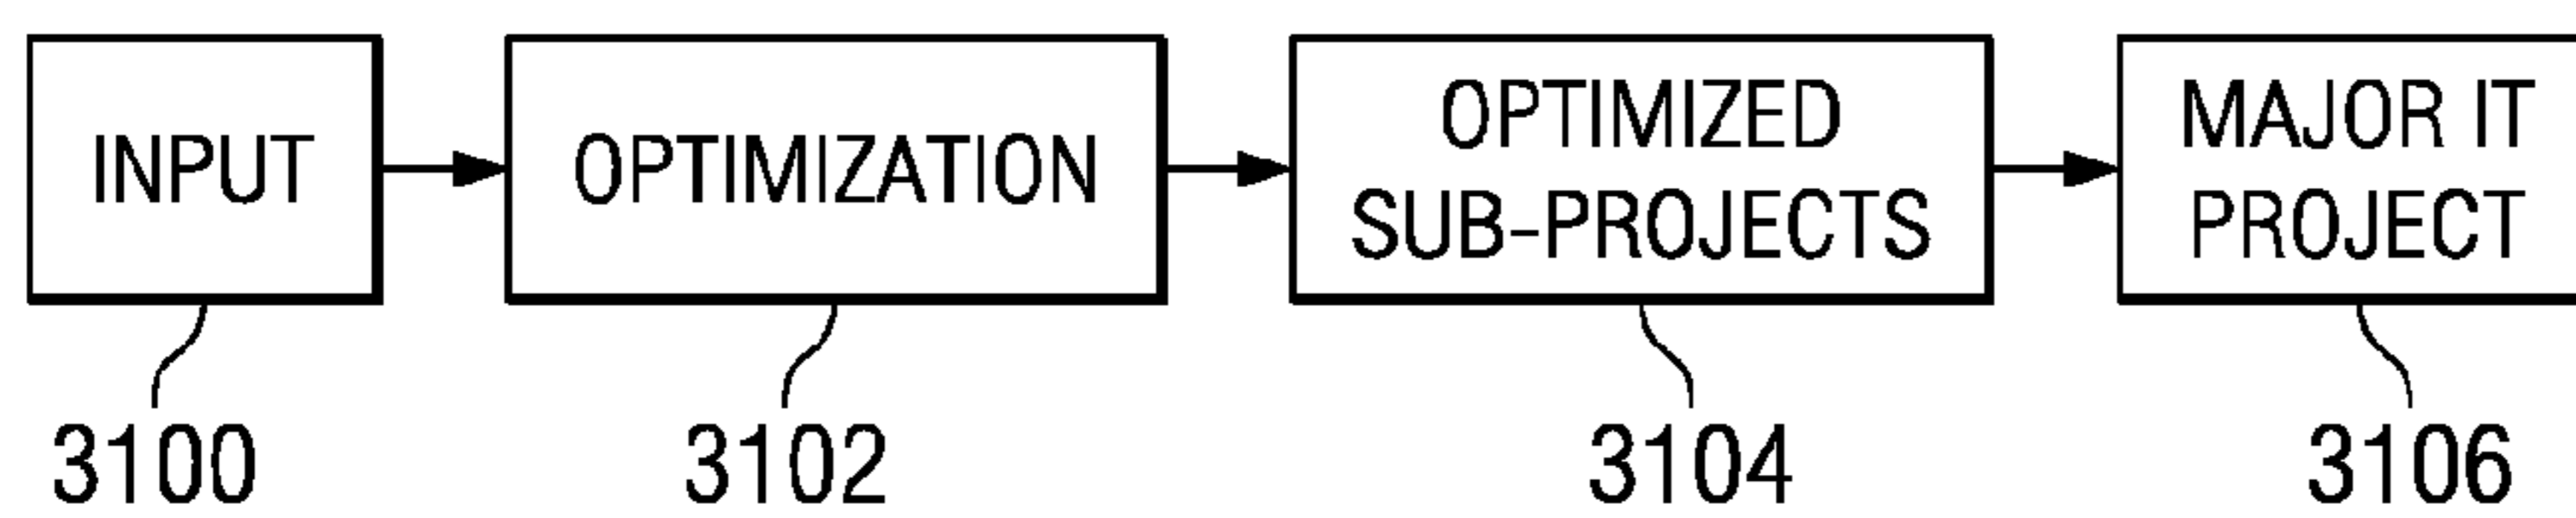 INPUT
OPTIMIZATION
OPTIMIZED
SUB-PROJECTS
MAJOR IT
PROJECT
3100
3102
3104
3106